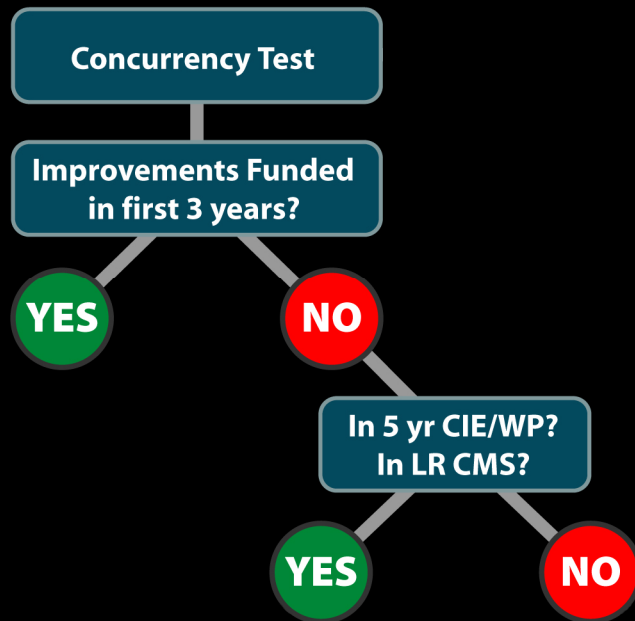 Concurrency Test
Improvements Funded
in first 3 years?
YES
NO
In 5 yr CIE/WP?
In LR CMS?
YES
NO